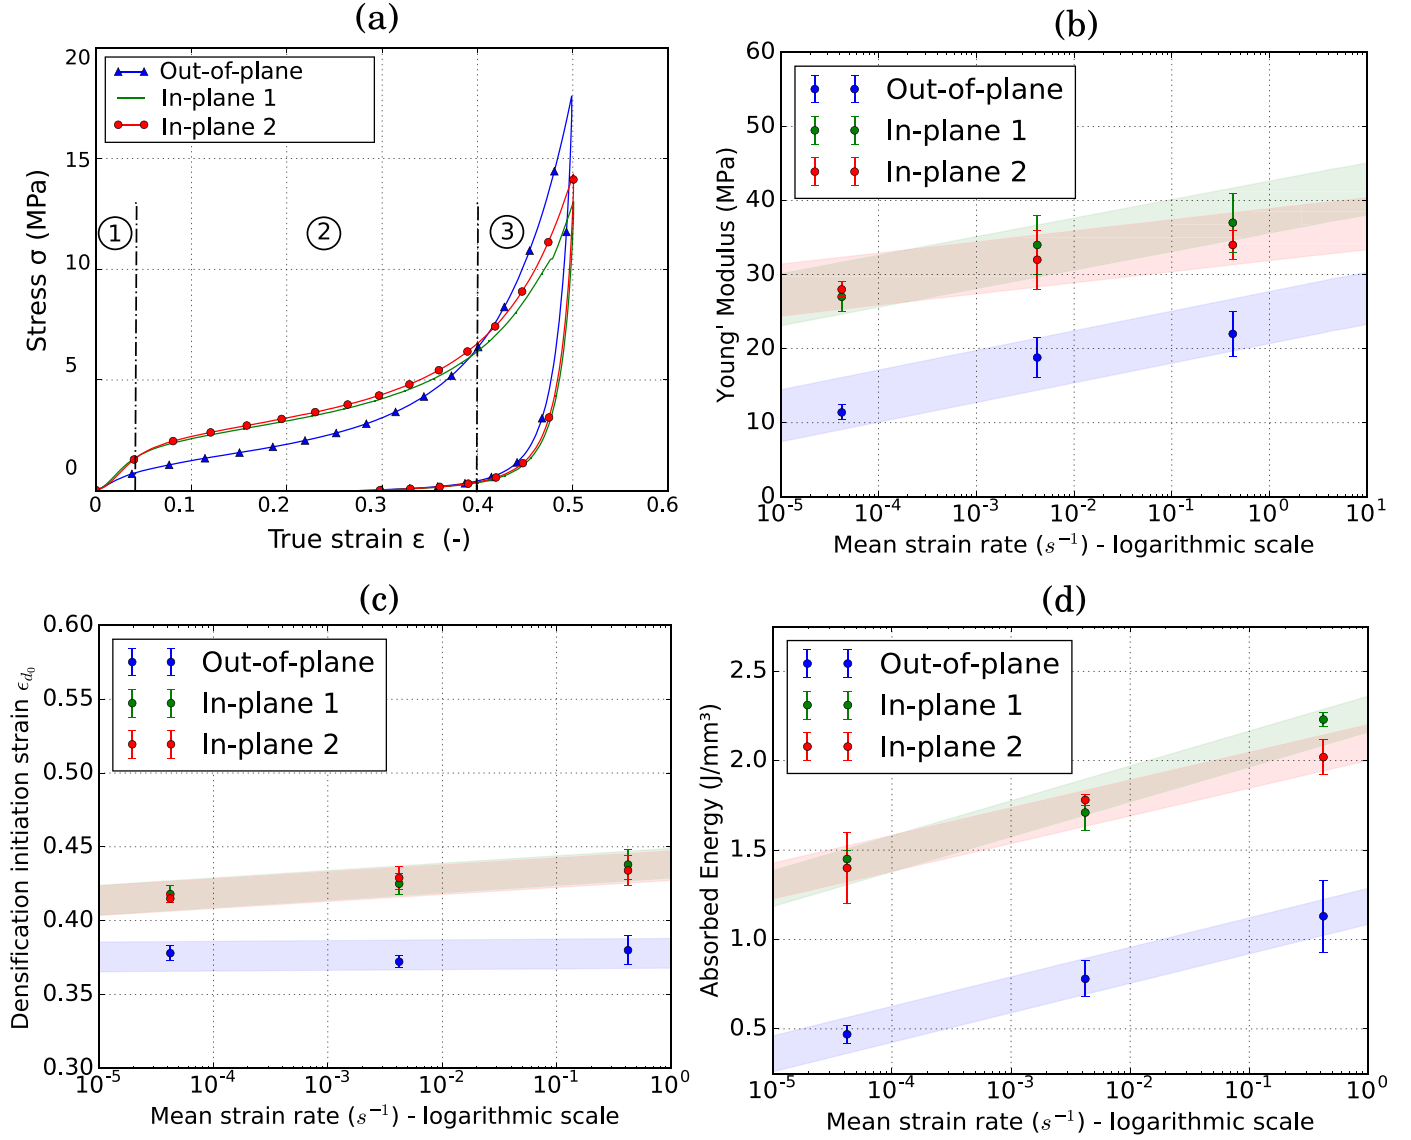 (a)
20
15
10
5
0
Stress σ (MPa)
Out-of-plane
In-plane 1
In-plane 2
1
2
3
0
0.1
0.2
0.3
0.4
0.5
0.6
True strain ε (-)
(b)
60
50
40
30
20
10
0
Young' Modulus (MPa)
Out-of-plane
In-plane 1
In-plane 2
10⁻⁵
10⁻⁴
10⁻³
10⁻²
10⁻¹
10⁰
10¹
Mean strain rate (s⁻¹) - logarithmic scale
(c)
0.60
0.55
0.50
0.45
0.40
0.35
0.30
Densification initiation strain ϵ_{d₀}
Out-of-plane
In-plane 1
In-plane 2
10⁻⁵
10⁻⁴
10⁻³
10⁻²
10⁻¹
10⁰
Mean strain rate (s⁻¹) - logarithmic scale
(d)
2.5
2.0
1.5
1.0
0.5
Absorbed Energy (J/mm³)
Out-of-plane
In-plane 1
In-plane 2
10⁻⁵
10⁻⁴
10⁻³
10⁻²
10⁻¹
10⁰
Mean strain rate (s⁻¹) - logarithmic scale